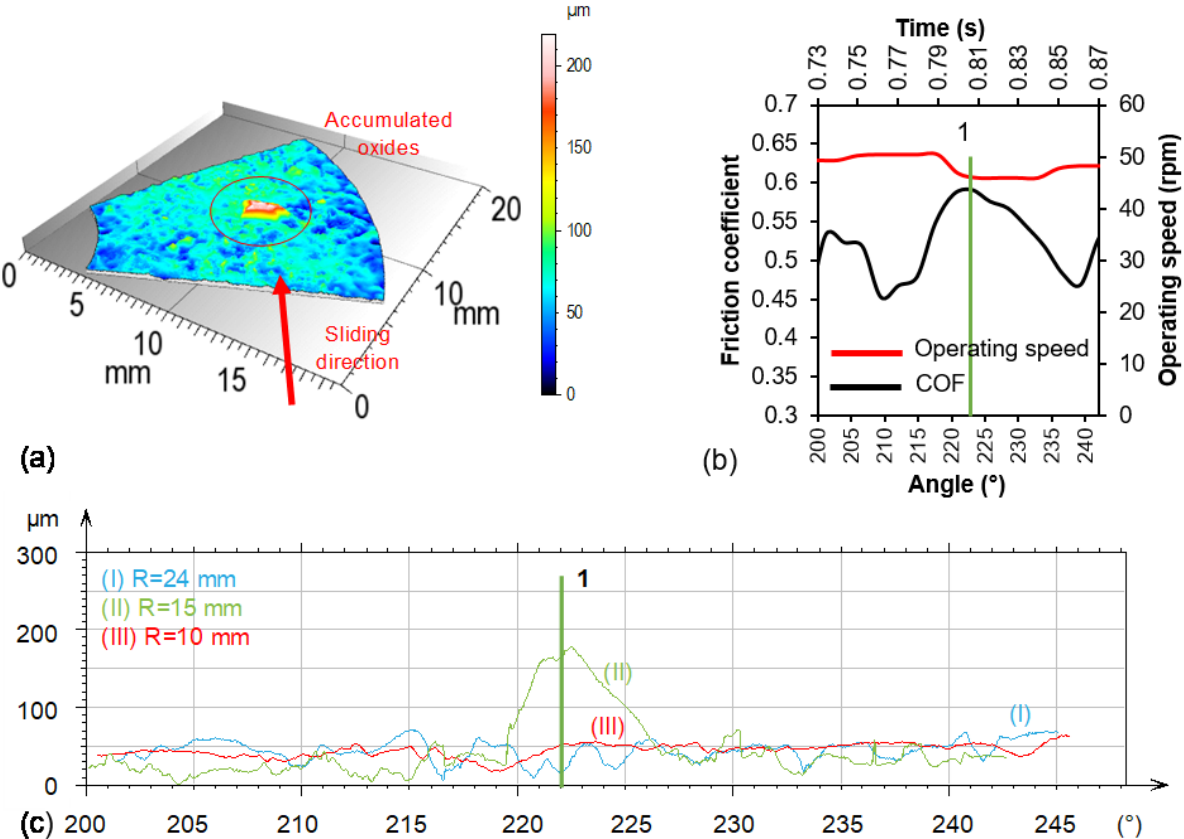 µm
200
150
100
50
0
Accumulated
oxides
20
10
mm
0
0
5
10
mm
15
Sliding
direction
(a)
Time (s)
0.73 0.75 0.77 0.79 0.81 0.83 0.85 0.87
0.7
0.65
0.6
0.55
0.5
0.45
0.4
0.35
0.3
Friction coefficient
1
60
50
40
30
20
10
0
Operating speed (rpm)
Operating speed
COF
200 205 210 215 220 225 230 235 240
Angle (°)
(b)
µm
300
200
100
0
(I) R=24 mm
(II) R=15 mm
(III) R=10 mm
1
(II)
(III)
(I)
(c) 200 205 210 215 220 225 230 235 240 245 (°)